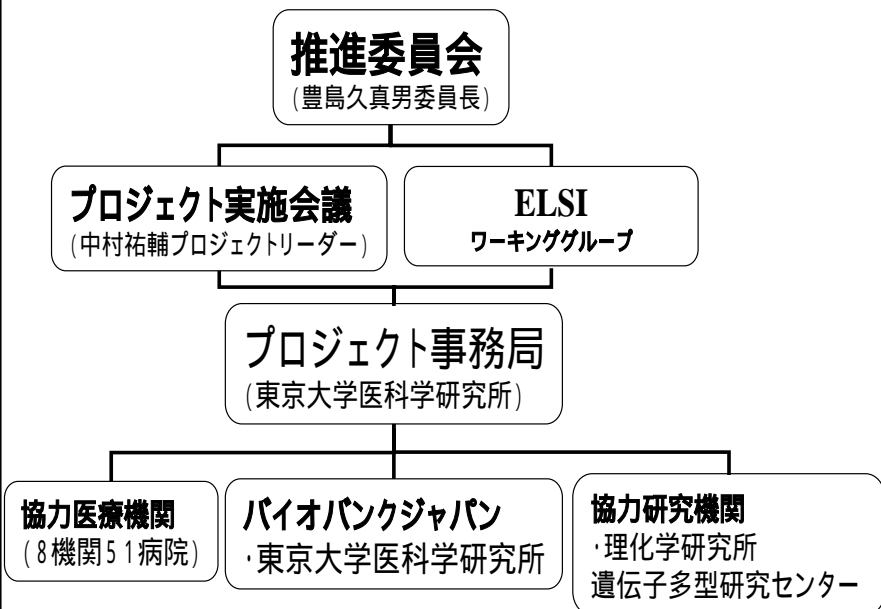 推進委員会
(豊島久真男委員長)
プロジェクト実施会議
(中村祐輔プロジェクトリーダー)
ELSI
ワーキンググループ
プロジェクト事務局
(東京大学医科学研究所)
協力医療機関
(8機関51病院)
バイオバンクジャパン
・東京大学医科学研究所
協力研究機関
・理化学研究所
遺伝子多型研究センター